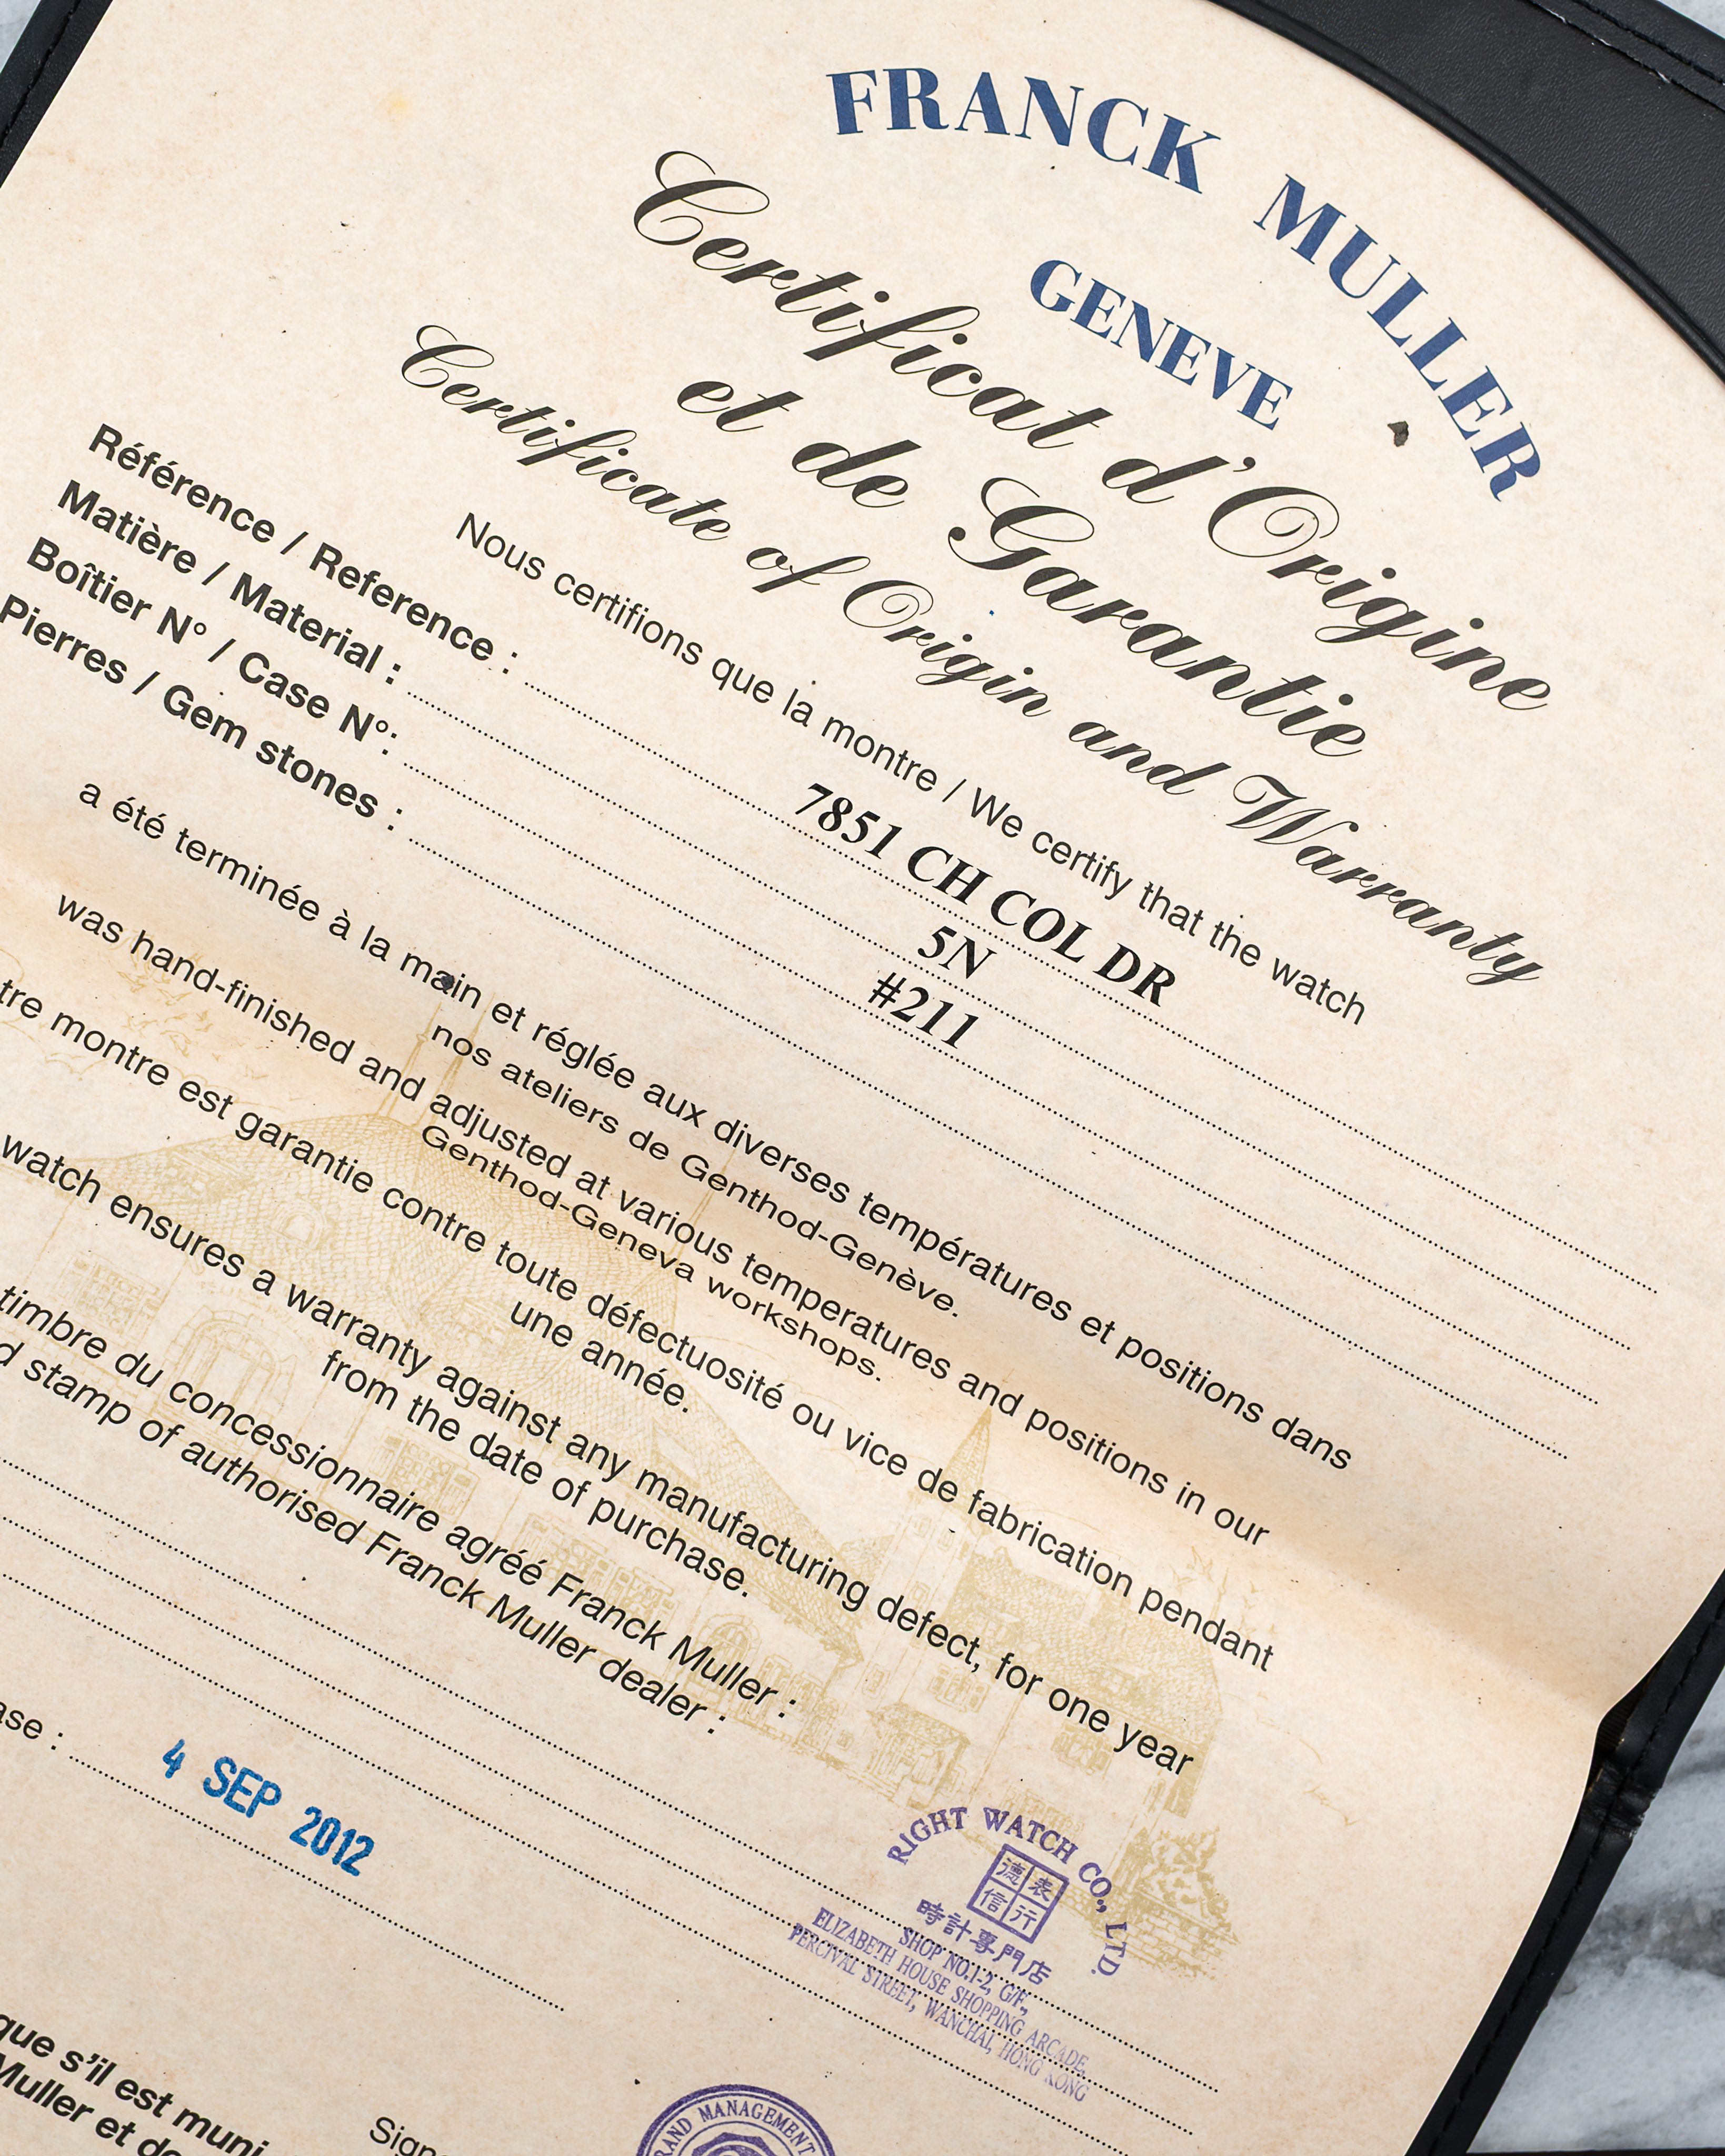 FRANCK MULLER
GENEVE
Certificat d'Origine
et de Garantie
Certificate of Origin and Warranty
Nous certifions que la montre / We certify that the watch
Référence / Reference : 7851 CH COL DR
Matière / Material : 5N
Boîtier N° / Case N°: #211
Pierres / Gem stones :
a été terminée à la main et réglée aux diverses températures et positions dans
nos ateliers de Genthod-Genève.
was hand-finished and adjusted at various temperatures and positions in our
Genthod-Geneva workshops.
tre montre est garantie contre toute défectuosité ou vice de fabrication pendant
une année.
watch ensures a warranty against any manufacturing defect, for one year
from the date of purchase.
timbre du concessionnaire agréé Franck Muller :
d stamp of authorised Franck Muller dealer :
RIGHT WATCH CO., LTD.
德表
信行
時計專門店
SHOP NO.1-2, G/F.,
ELIZABETH HOUSE SHOPPING ARCADE,
PERCIVAL STREET, WANCHAI, HONG KONG
ase : 4 SEP 2012
que s'il est muni
Muller et de
Sign
RAND MANAGEMENT